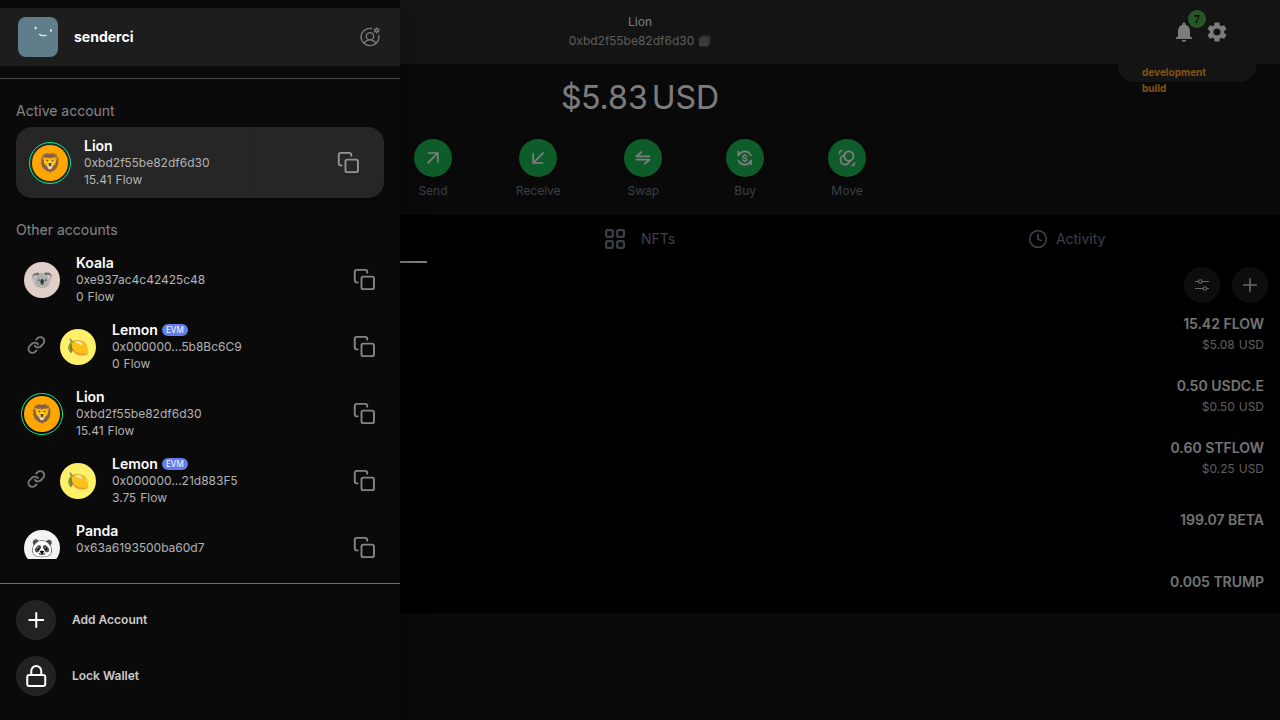 senderci
Active account
Lion
0xbd2f55be82df6d30
15.41 Flow
Other accounts
Koala
0xe937ac4c42425c48
0 Flow
Lemon EVM
0x000000...5b8Bc6C9
0 Flow
Lion
0xbd2f55be82df6d30
15.41 Flow
Lemon EVM
0x000000...21d883F5
3.75 Flow
Panda
0x63a6193500ba60d7
Add Account
Lock Wallet
Lion
0xbd2f55be82df6d30
7
development
build
$5.83 USD
Send
Receive
Swap
Buy
Move
NFTs
Activity
15.42 FLOW
$5.08 USD
0.50 USDC.E
$0.50 USD
0.60 STFLOW
$0.25 USD
199.07 BETA
0.005 TRUMP